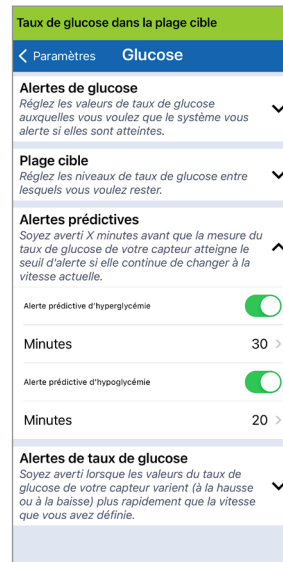 Taux de glucose dans la plage cible
Paramètres Glucose
Alertes de glucose
Réglez les valeurs de taux de glucose
auxquelles vous voulez que le système vous
alerte si elles sont atteintes.
Plage cible
Réglez les niveaux de taux de glucose entre
lesquels vous voulez rester.
Alertes prédictives
Soyez averti X minutes avant que la mesure du
taux de glucose de votre capteur atteigne le
seuil d'alerte si elle continue de changer à la
vitesse actuelle.
Alerte prédictive d'hyperglycémie
Minutes 30
Alerte prédictive d'hypoglycémie
Minutes 20
Alertes de taux de glucose
Soyez averti lorsque les valeurs du taux de
glucose de votre capteur varient (à la hausse
ou à la baisse) plus rapidement que la vitesse
que vous avez définie.